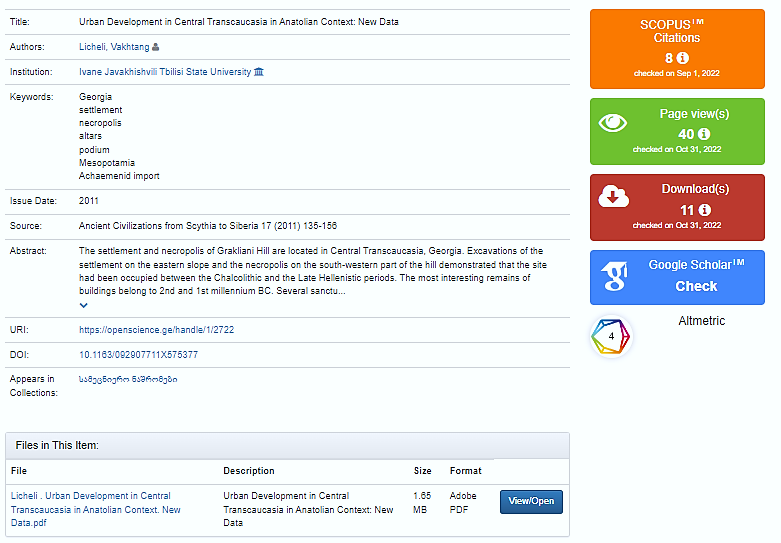 Title: Urban Development in Central Transcaucasia in Anatolian Context: New Data
Authors: Licheli, Vakhtang
Institution: Ivane Javakhishvili Tbilisi State University
Keywords: Georgia
settlement
necropolis
altars
podium
Mesopotamia
Achaemenid import
Issue Date: 2011
Source: Ancient Civilizations from Scythia to Siberia 17 (2011) 135-156
Abstract: The settlement and necropolis of Grakliani Hill are located in Central Transcaucasia, Georgia. Excavations of the
settlement on the eastern slope and the necropolis on the south-western part of the hill demonstrated that the site
had been occupied between the Chalcolithic and the Late Hellenistic periods. The most interesting remains of
buildings belong to 2nd and 1st millennium BC. Several sanctu...
URI: https://openscience.ge/handle/1/2722
DOI: 10.1163/092907711X575377
Appears in
Collections: სამეცნიერო ნაშრომები
Files in This Item:
File Description Size Format
Licheli . Urban Development in Central
Transcaucasia in Anatolian Context. New
Data.pdf
Urban Development in Central
Transcaucasia in Anatolian Context: New
Data
1.65
MB
Adobe
PDF
View/Open
SCOPUS™
Citations
8
checked on Sep 1, 2022
Page view(s)
40
checked on Oct 31, 2022
Download(s)
11
checked on Oct 31, 2022
Google Scholar™
Check
Altmetric
4